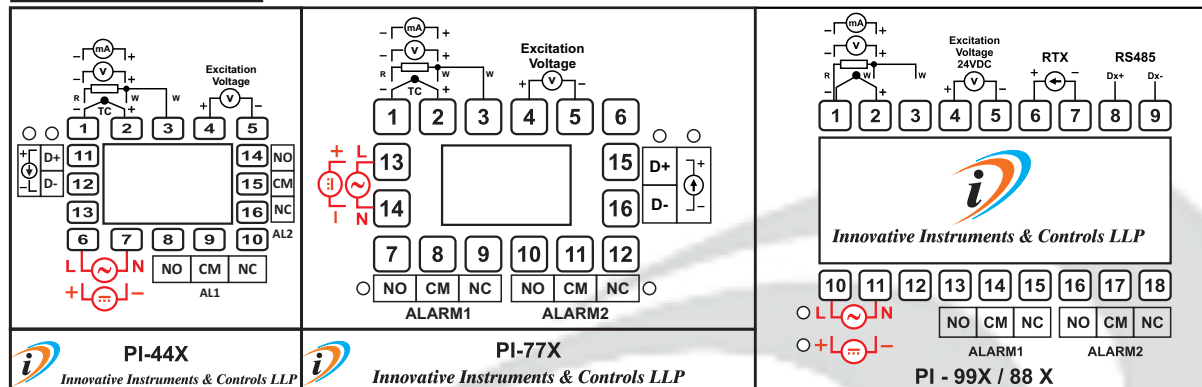 mA
V
R
W
W
TC
Excitation
Voltage
V
1 2 3 4 5
11 D+
12 D-
13
14 NO
15 CM
16 NC
AL2
6 7 8 9 10
L N
NO CM NC
AL1
PI-44X
Innovative Instruments & Controls LLP
mA
V
R
W
W
TC
Excitation
Voltage
V
1 2 3 4 5 6
L 13
N 14
15 D+
16 D-
7 8 9 10 11 12
NO CM NC NO CM NC
ALARM1 ALARM2
PI-77X
Innovative Instruments & Controls LLP
mA
V
R
W
W
Excitation
Voltage
24VDC
V
RTX
RS485
Dx+ Dx-
1 2 3 4 5 6 7 8 9
Innovative Instruments & Controls LLP
10 11 12 13 14 15 16 17 18
L N
NO CM NC NO CM NC
ALARM1 ALARM2
PI - 99X / 88 X